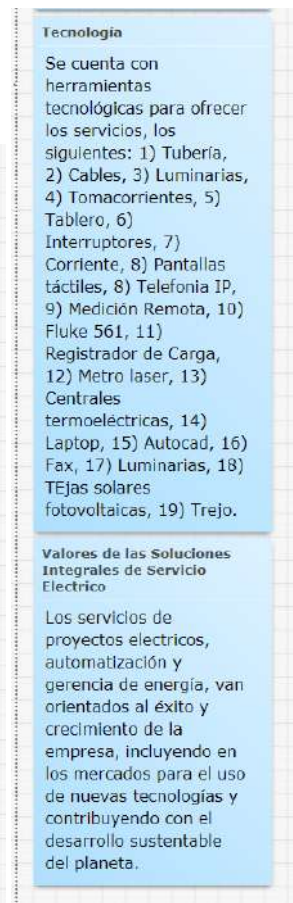 Tecnología
Se cuenta con
herramientas
tecnológicas para ofrecer
los servicios, los
siguientes: 1) Tubería,
2) Cables, 3) Luminarias,
4) Tomacorrientes, 5)
Tablero, 6)
Interruptores, 7)
Corriente, 8) Pantallas
táctiles, 8) Telefonia IP,
9) Medición Remota, 10)
Fluke 561, 11)
Registrador de Carga,
12) Metro laser, 13)
Centrales
termoeléctricas, 14)
Laptop, 15) Autocad, 16)
Fax, 17) Luminarias, 18)
TEjas solares
fotovoltaicas, 19) Trejo.
Valores de las Soluciones
Integrales de Servicio
Electrico
Los servicios de
proyectos electricos,
automatización y
gerencia de energía, van
orientados al éxito y
crecimiento de la
empresa, incluyendo en
los mercados para el uso
de nuevas tecnologías y
contribuyendo con el
desarrollo sustentable
del planeta.